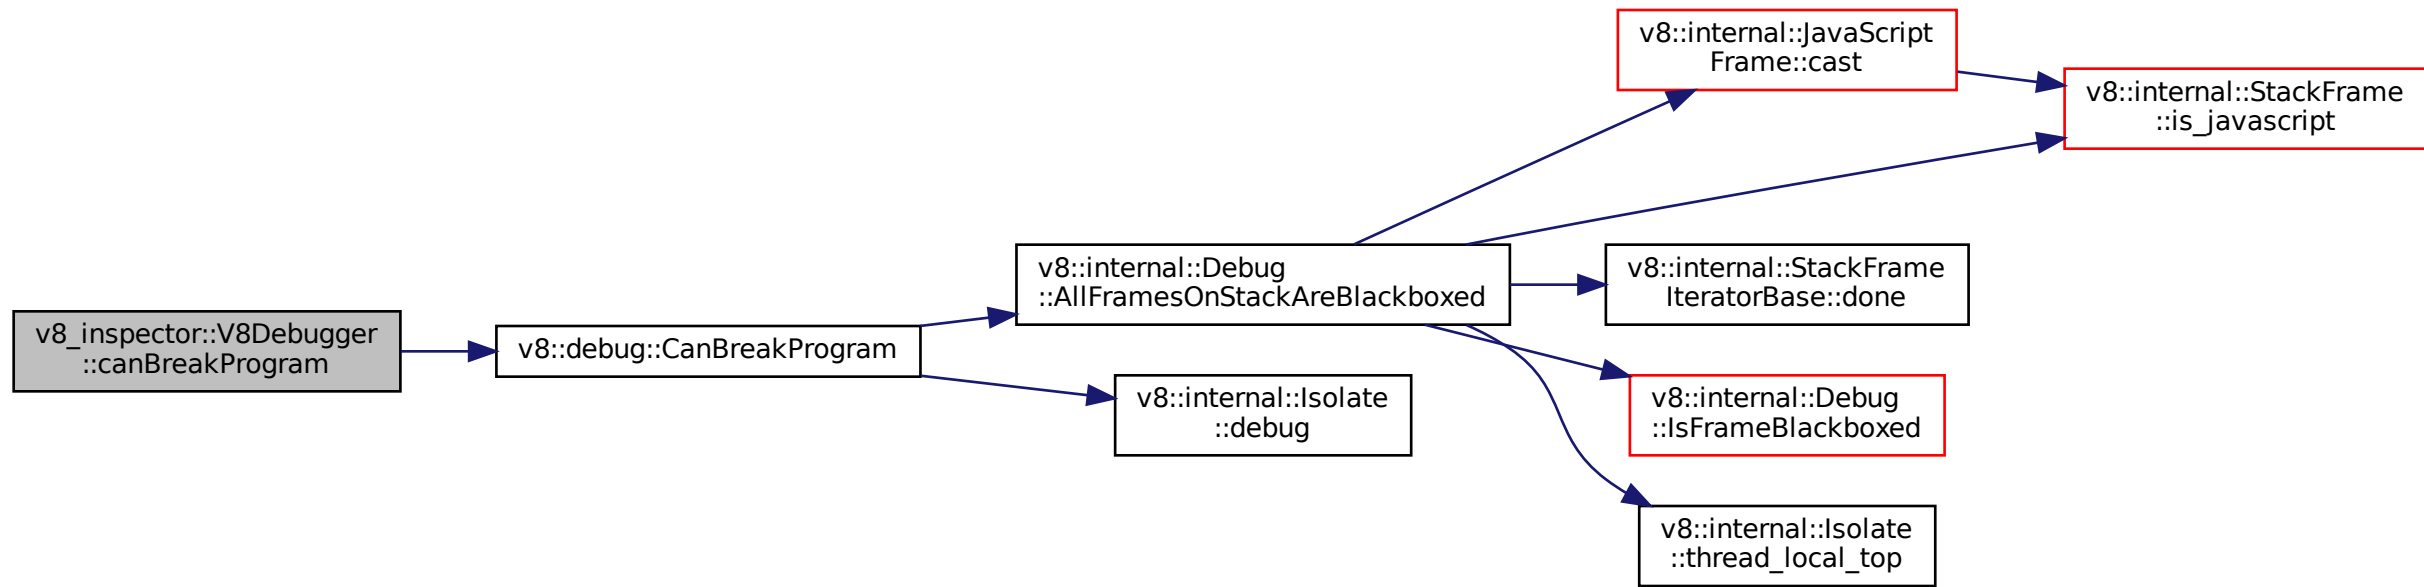 v8_inspector::V8Debugger
::canBreakProgram
v8::debug::CanBreakProgram
v8::internal::Debug
::AllFramesOnStackAreBlackboxed
v8::internal::JavaScript
Frame::cast
v8::internal::StackFrame
::is_javascript
v8::internal::StackFrame
IteratorBase::done
v8::internal::Debug
::IsFrameBlackboxed
v8::internal::Isolate
::thread_local_top
v8::internal::Isolate
::debug